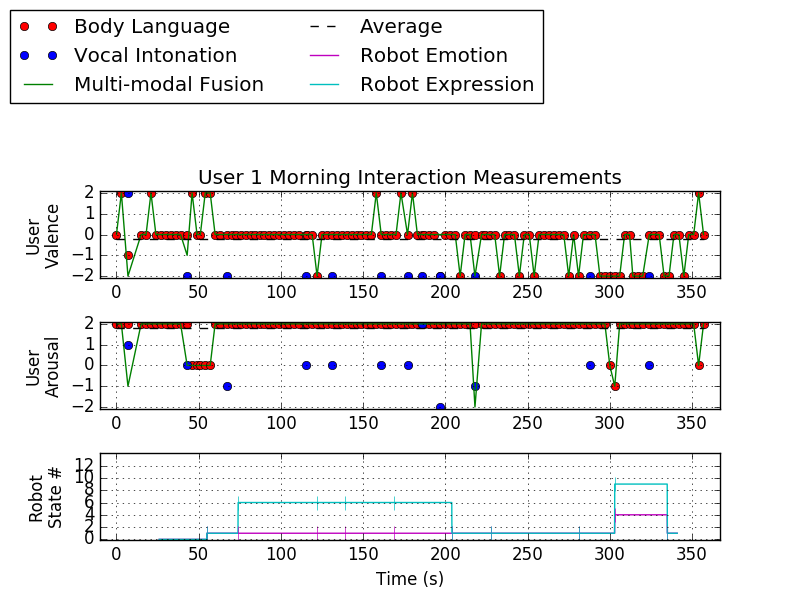 Body Language
Average
Vocal Intonation
Robot Emotion
Multi-modal Fusion
Robot Expression
User 1 Morning Interaction Measurements
User
Valence
2
1
0
−1
−2
0 50 100 150 200 250 300 350
User
Arousal
2
1
0
−1
−2
0 50 100 150 200 250 300 350
Robot
State #
12
10
8
6
4
2
0
0 50 100 150 200 250 300 350
Time (s)